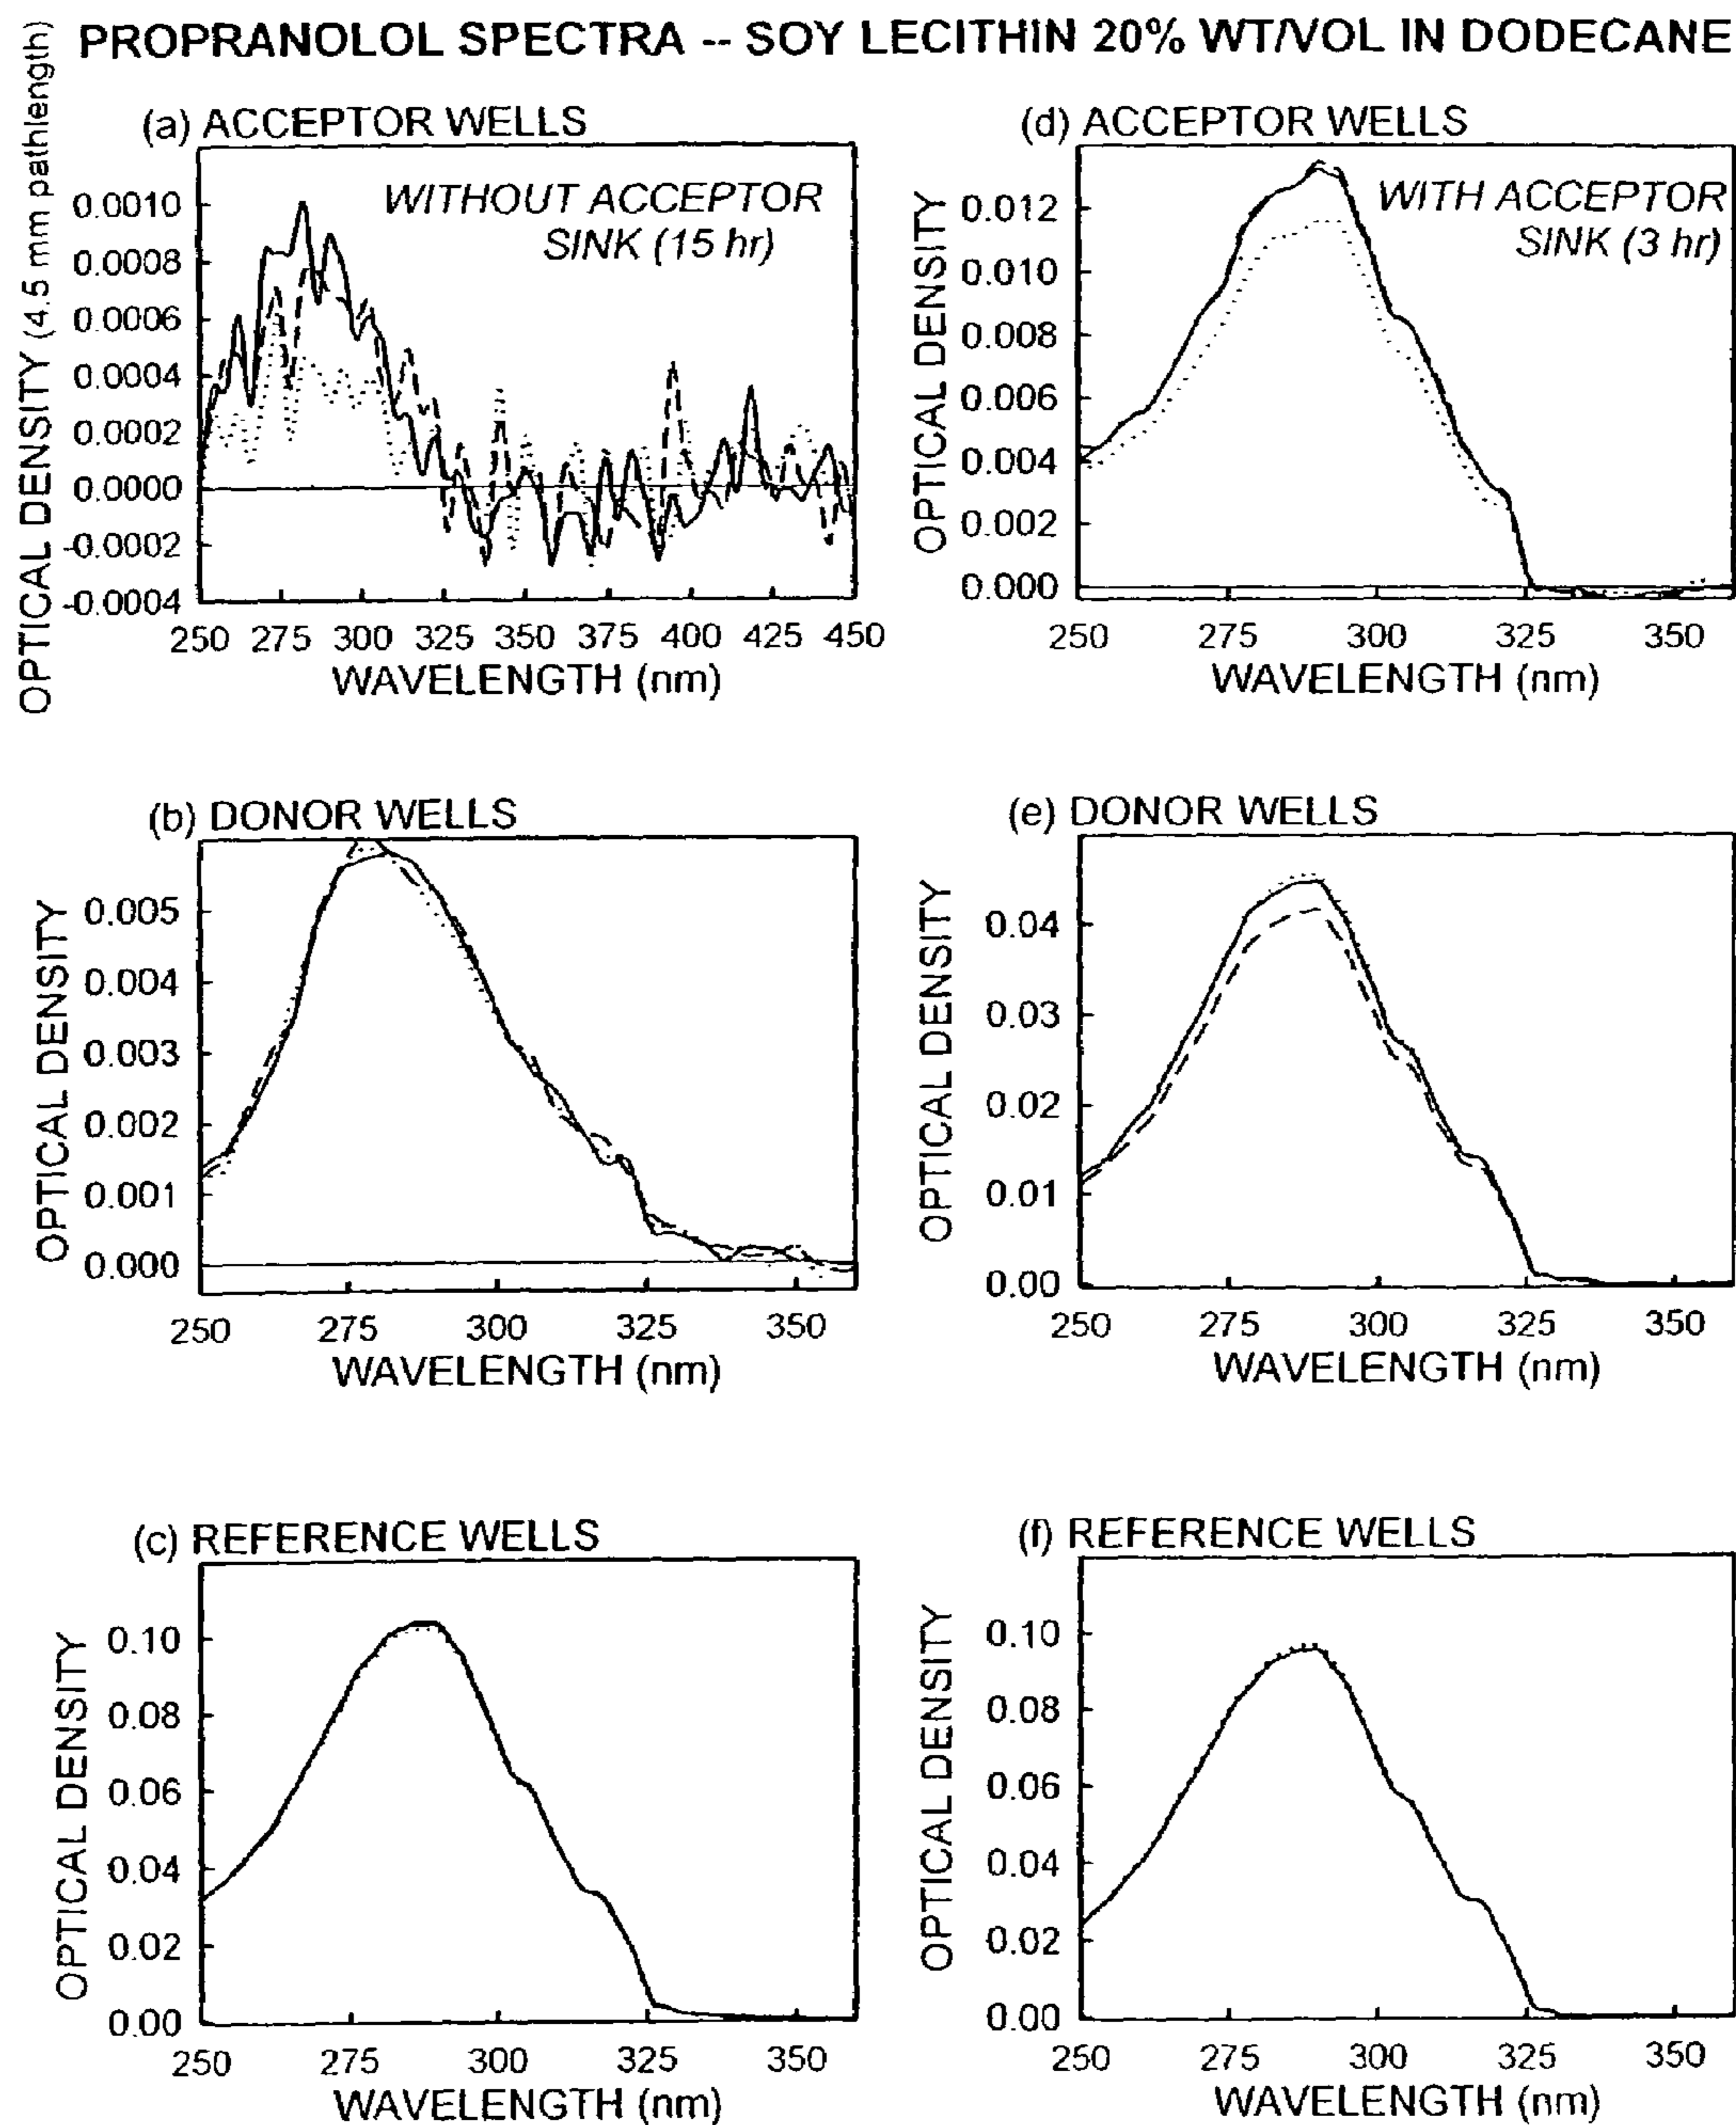 PROPRANOLOL SPECTRA -- SOY LECITHIN 20% WT/VOL IN DODECANE
OPTICAL DENSITY (4.5 mm pathlength)
(a) ACCEPTOR WELLS
WITHOUT ACCEPTOR
SINK (15 hr)
0.0010
0.0008
0.0006
0.0004
0.0002
0.0000
-0.0002
-0.0004
250 275 300 325 350 375 400 425 450
WAVELENGTH (nm)
(d) ACCEPTOR WELLS
WITH ACCEPTOR
SINK (3 hr)
OPTICAL DENSITY
0.012
0.010
0.008
0.006
0.004
0.002
0.000
250 275 300 325 350
WAVELENGTH (nm)
(b) DONOR WELLS
OPTICAL DENSITY
0.005
0.004
0.003
0.002
0.001
0.000
250 275 300 325 350
WAVELENGTH (nm)
(e) DONOR WELLS
OPTICAL DENSITY
0.04
0.03
0.02
0.01
0.00
250 275 300 325 350
WAVELENGTH (nm)
(c) REFERENCE WELLS
OPTICAL DENSITY
0.10
0.08
0.06
0.04
0.02
0.00
250 275 300 325 350
WAVELENGTH (nm)
(f) REFERENCE WELLS
OPTICAL DENSITY
0.10
0.08
0.06
0.04
0.02
0.00
250 275 300 325 350
WAVELENGTH (nm)